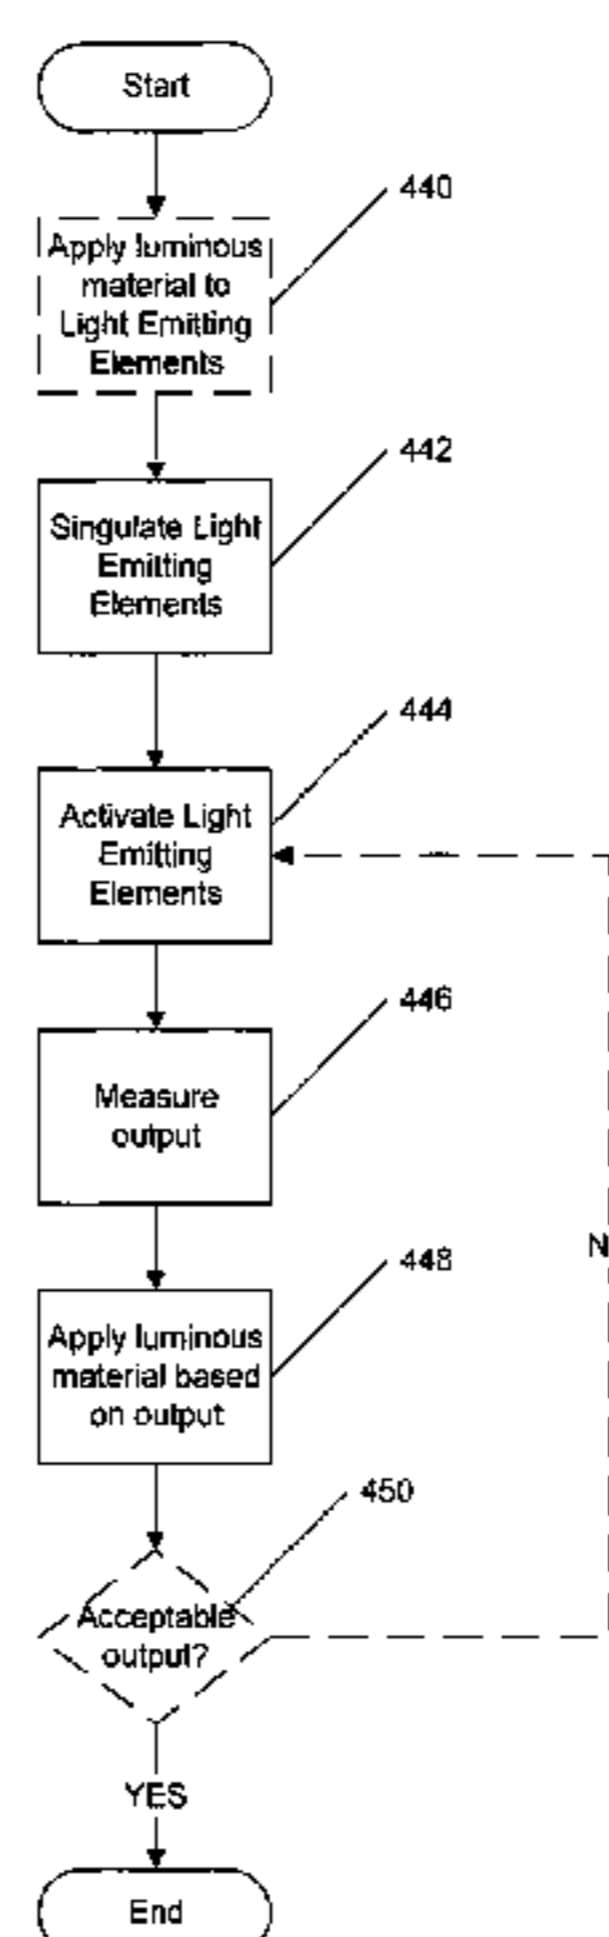 Start
440
Apply luminous
material to
Light Emitting
Elements
442
Singulate Light
Emitting
Elements
444
Activate Light
Emitting
Elements
446
Measure
output
N
448
Apply luminous
material based
on output
450
Acceptable
output?
YES
End